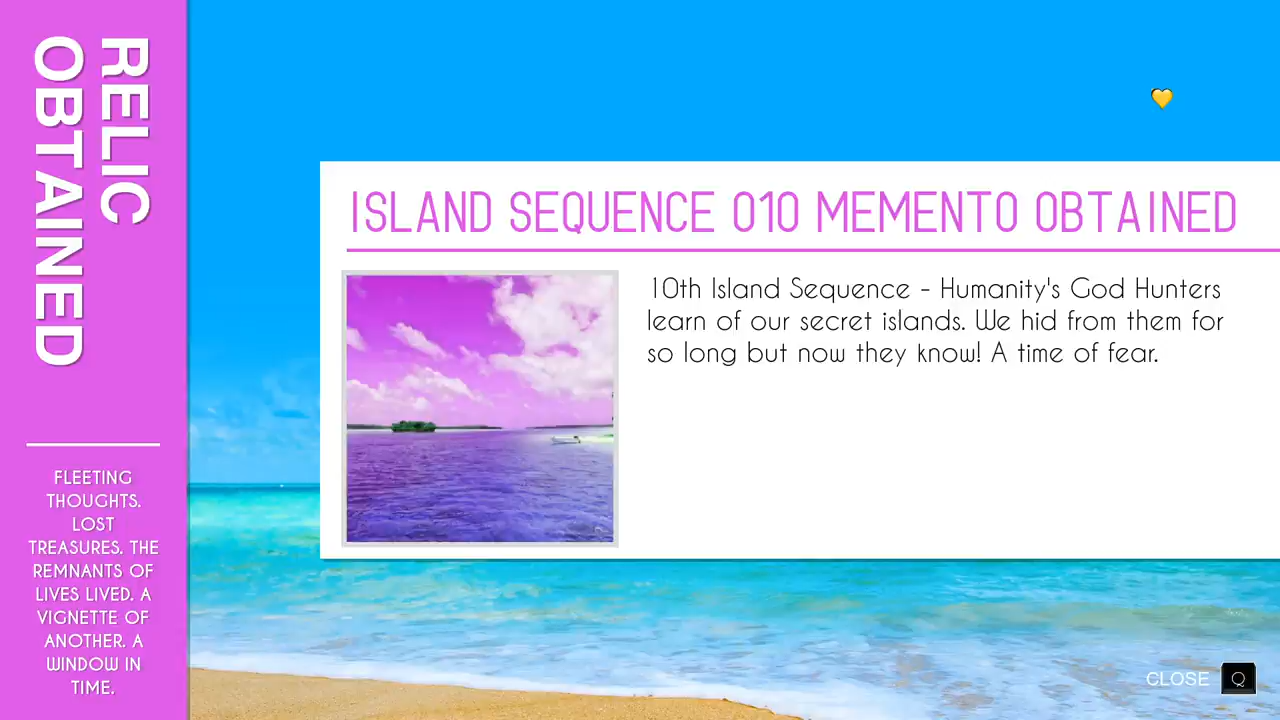 RELIC
OBTAINED
FLEETING
THOUGHTS.
LOST
TREASURES. THE
REMNANTS OF
LIVES LIVED. A
VIGNETTE OF
ANOTHER. A
WINDOW IN
TIME.
ISLAND SEQUENCE 010 MEMENTO OBTAINED
10th Island Sequence - Humanity's God Hunters
learn of our secret islands. We hid from them for
so long but now they know! A time of fear.
CLOSE Q